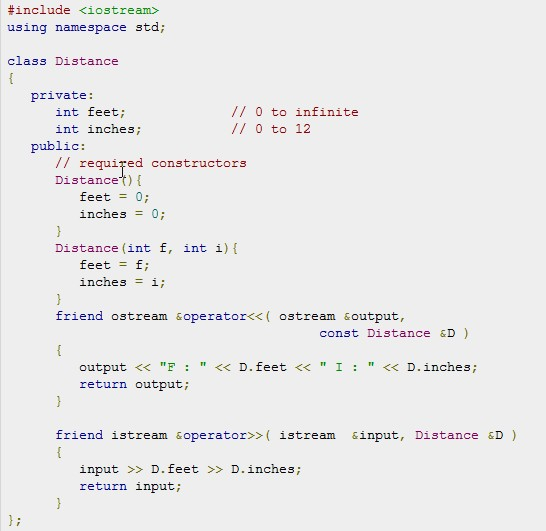 #include <iostream>
using namespace std;

class Distance
{
   private:
      int feet;             // 0 to infinite
      int inches;           // 0 to 12
   public:
      // required constructors
      Distance(){
         feet = 0;
         inches = 0;
      }
      Distance(int f, int i){
         feet = f;
         inches = i;
      }
      friend ostream &operator<<( ostream &output,
                                       const Distance &D )
      {
         output << "F : " << D.feet << " I : " << D.inches;
         return output;
      }

      friend istream &operator>>( istream  &input, Distance &D )
      {
         input >> D.feet >> D.inches;
         return input;
      }
};